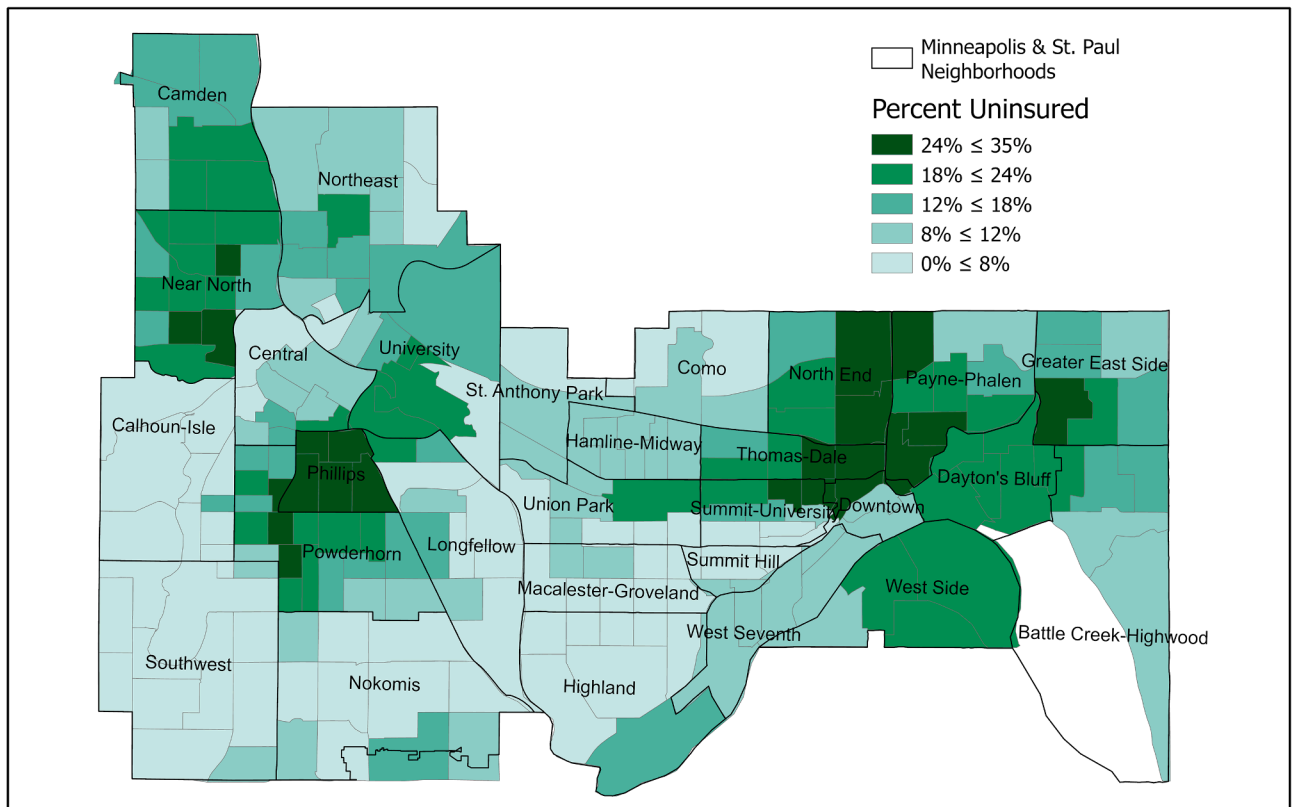 Minneapolis & St. Paul
Neighborhoods
Percent Uninsured
24% ≤ 35%
18% ≤ 24%
12% ≤ 18%
8% ≤ 12%
0% ≤ 8%
Camden
Northeast
Near North
Central
University
Como
North End
Payne-Phalen
Greater East Side
St. Anthony Park
Calhoun-Isle
Hamline-Midway
Thomas-Dale
Phillips
Dayton's Bluff
Union Park
Summit-University
Downtown
Powderhorn
Longfellow
Summit Hill
Macalester-Groveland
West Side
West Seventh
Battle Creek-Highwood
Southwest
Nokomis
Highland